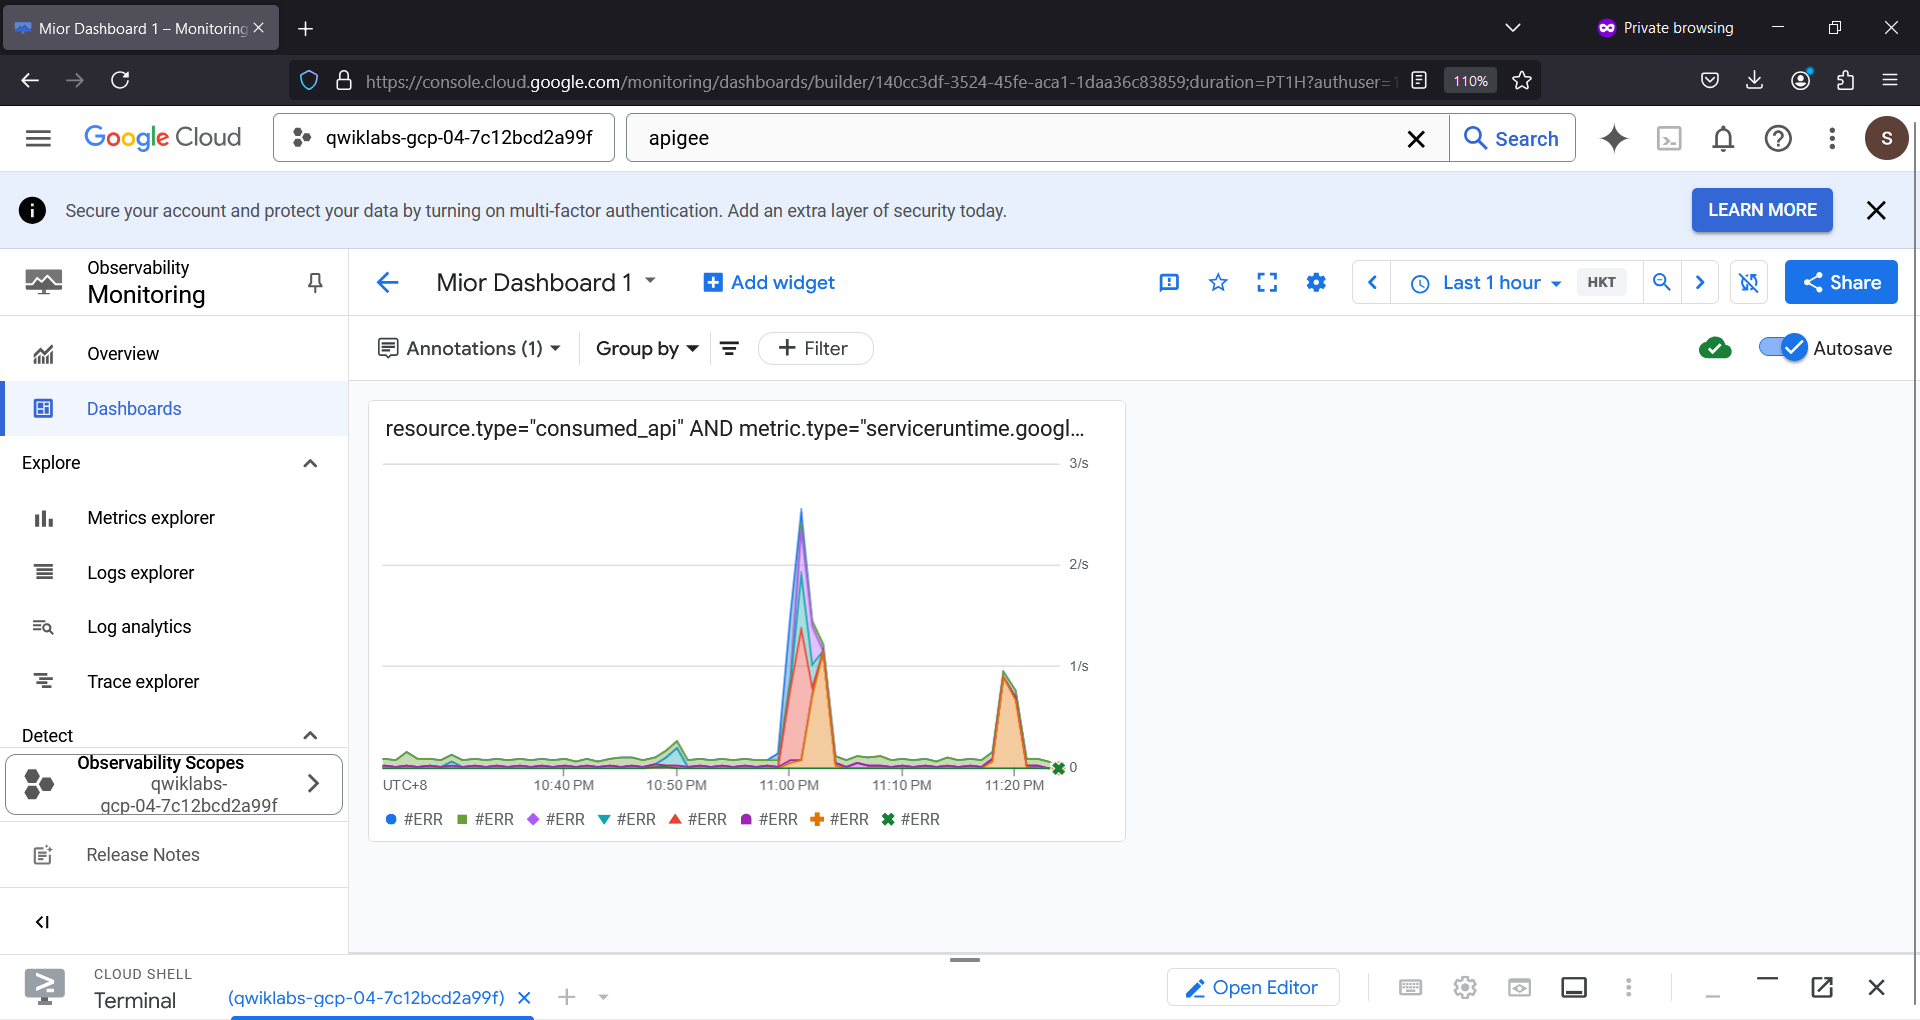 Mior Dashboard 1 – Monitoring
Private browsing
https://console.cloud.google.com/monitoring/dashboards/builder/140cc3df-3524-45fe-aca1-1daa36c83859;duration=PT1H?authuser=1
110%
Google Cloud
qwiklabs-gcp-04-7c12bcd2a99f
apigee
Search
S
Secure your account and protect your data by turning on multi-factor authentication. Add an extra layer of security today.
LEARN MORE
Observability
Monitoring
Mior Dashboard 1
Add widget
Last 1 hour
HKT
Share
Overview
Dashboards
Explore
Metrics explorer
Logs explorer
Log analytics
Trace explorer
Detect
Observability Scopes
qwiklabs-
gcp-04-7c12bcd2a99f
Release Notes
Annotations (1)
Group by
Filter
Autosave
resource.type="consumed_api" AND metric.type="serviceruntime.googl...
3/s
2/s
1/s
0
UTC+8
10:40 PM
10:50 PM
11:00 PM
11:10 PM
11:20 PM
#ERR
#ERR
#ERR
#ERR
#ERR
#ERR
#ERR
#ERR
CLOUD SHELL
Terminal
(qwiklabs-gcp-04-7c12bcd2a99f)
Open Editor